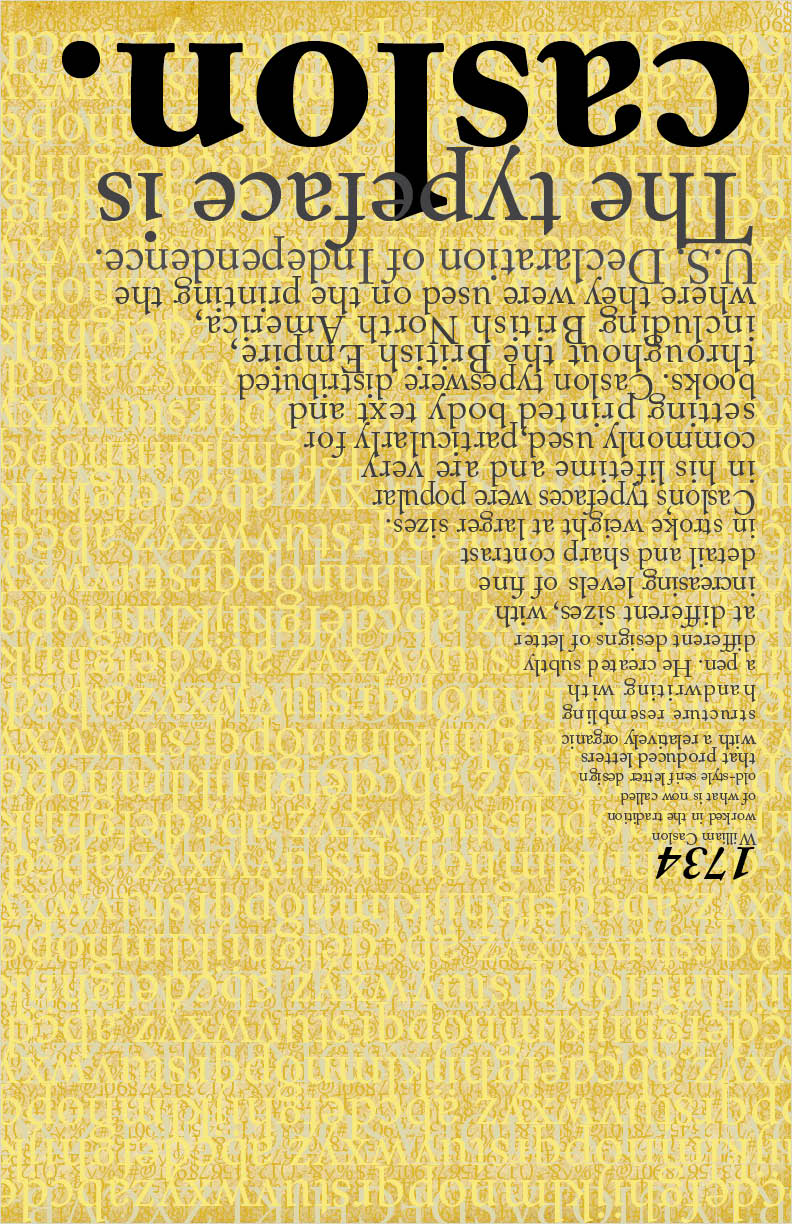 1734
William Caslon
worked in the tradition
of what is now called
old-style serif letter design
that produced letters
with a relatively organic
structure resembling
handwriting with
a pen. He created subtly
different designs of letter
at different sizes, with
increasing levels of fine
detail and sharp contrast
in stroke weight at larger sizes.
Caslon's typefaces were popular
in his lifetime and are very
commonly used,particularly for
setting printed body text and
books. Caslon typeswere distributed
throughout the British Empire,
including British North America,
where they were used on the printing the
U.S. Declaration of Independence.
The typeface is
caslon.